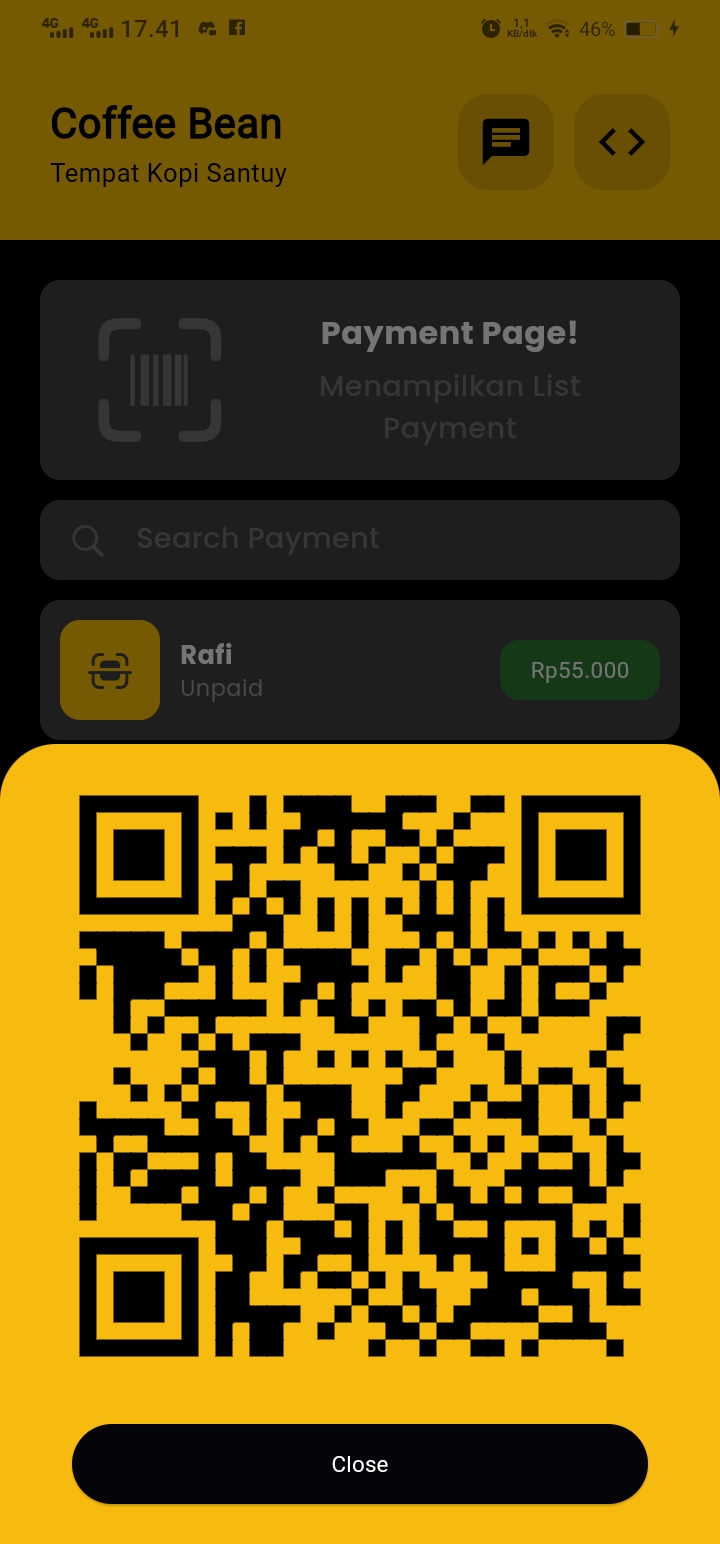 4G 4G 17.41 1,1 KB/dtk 46%
Coffee Bean
Tempat Kopi Santuy
Payment Page!
Menampilkan List
Payment
Search Payment
Rafi
Unpaid
Rp55.000
Close